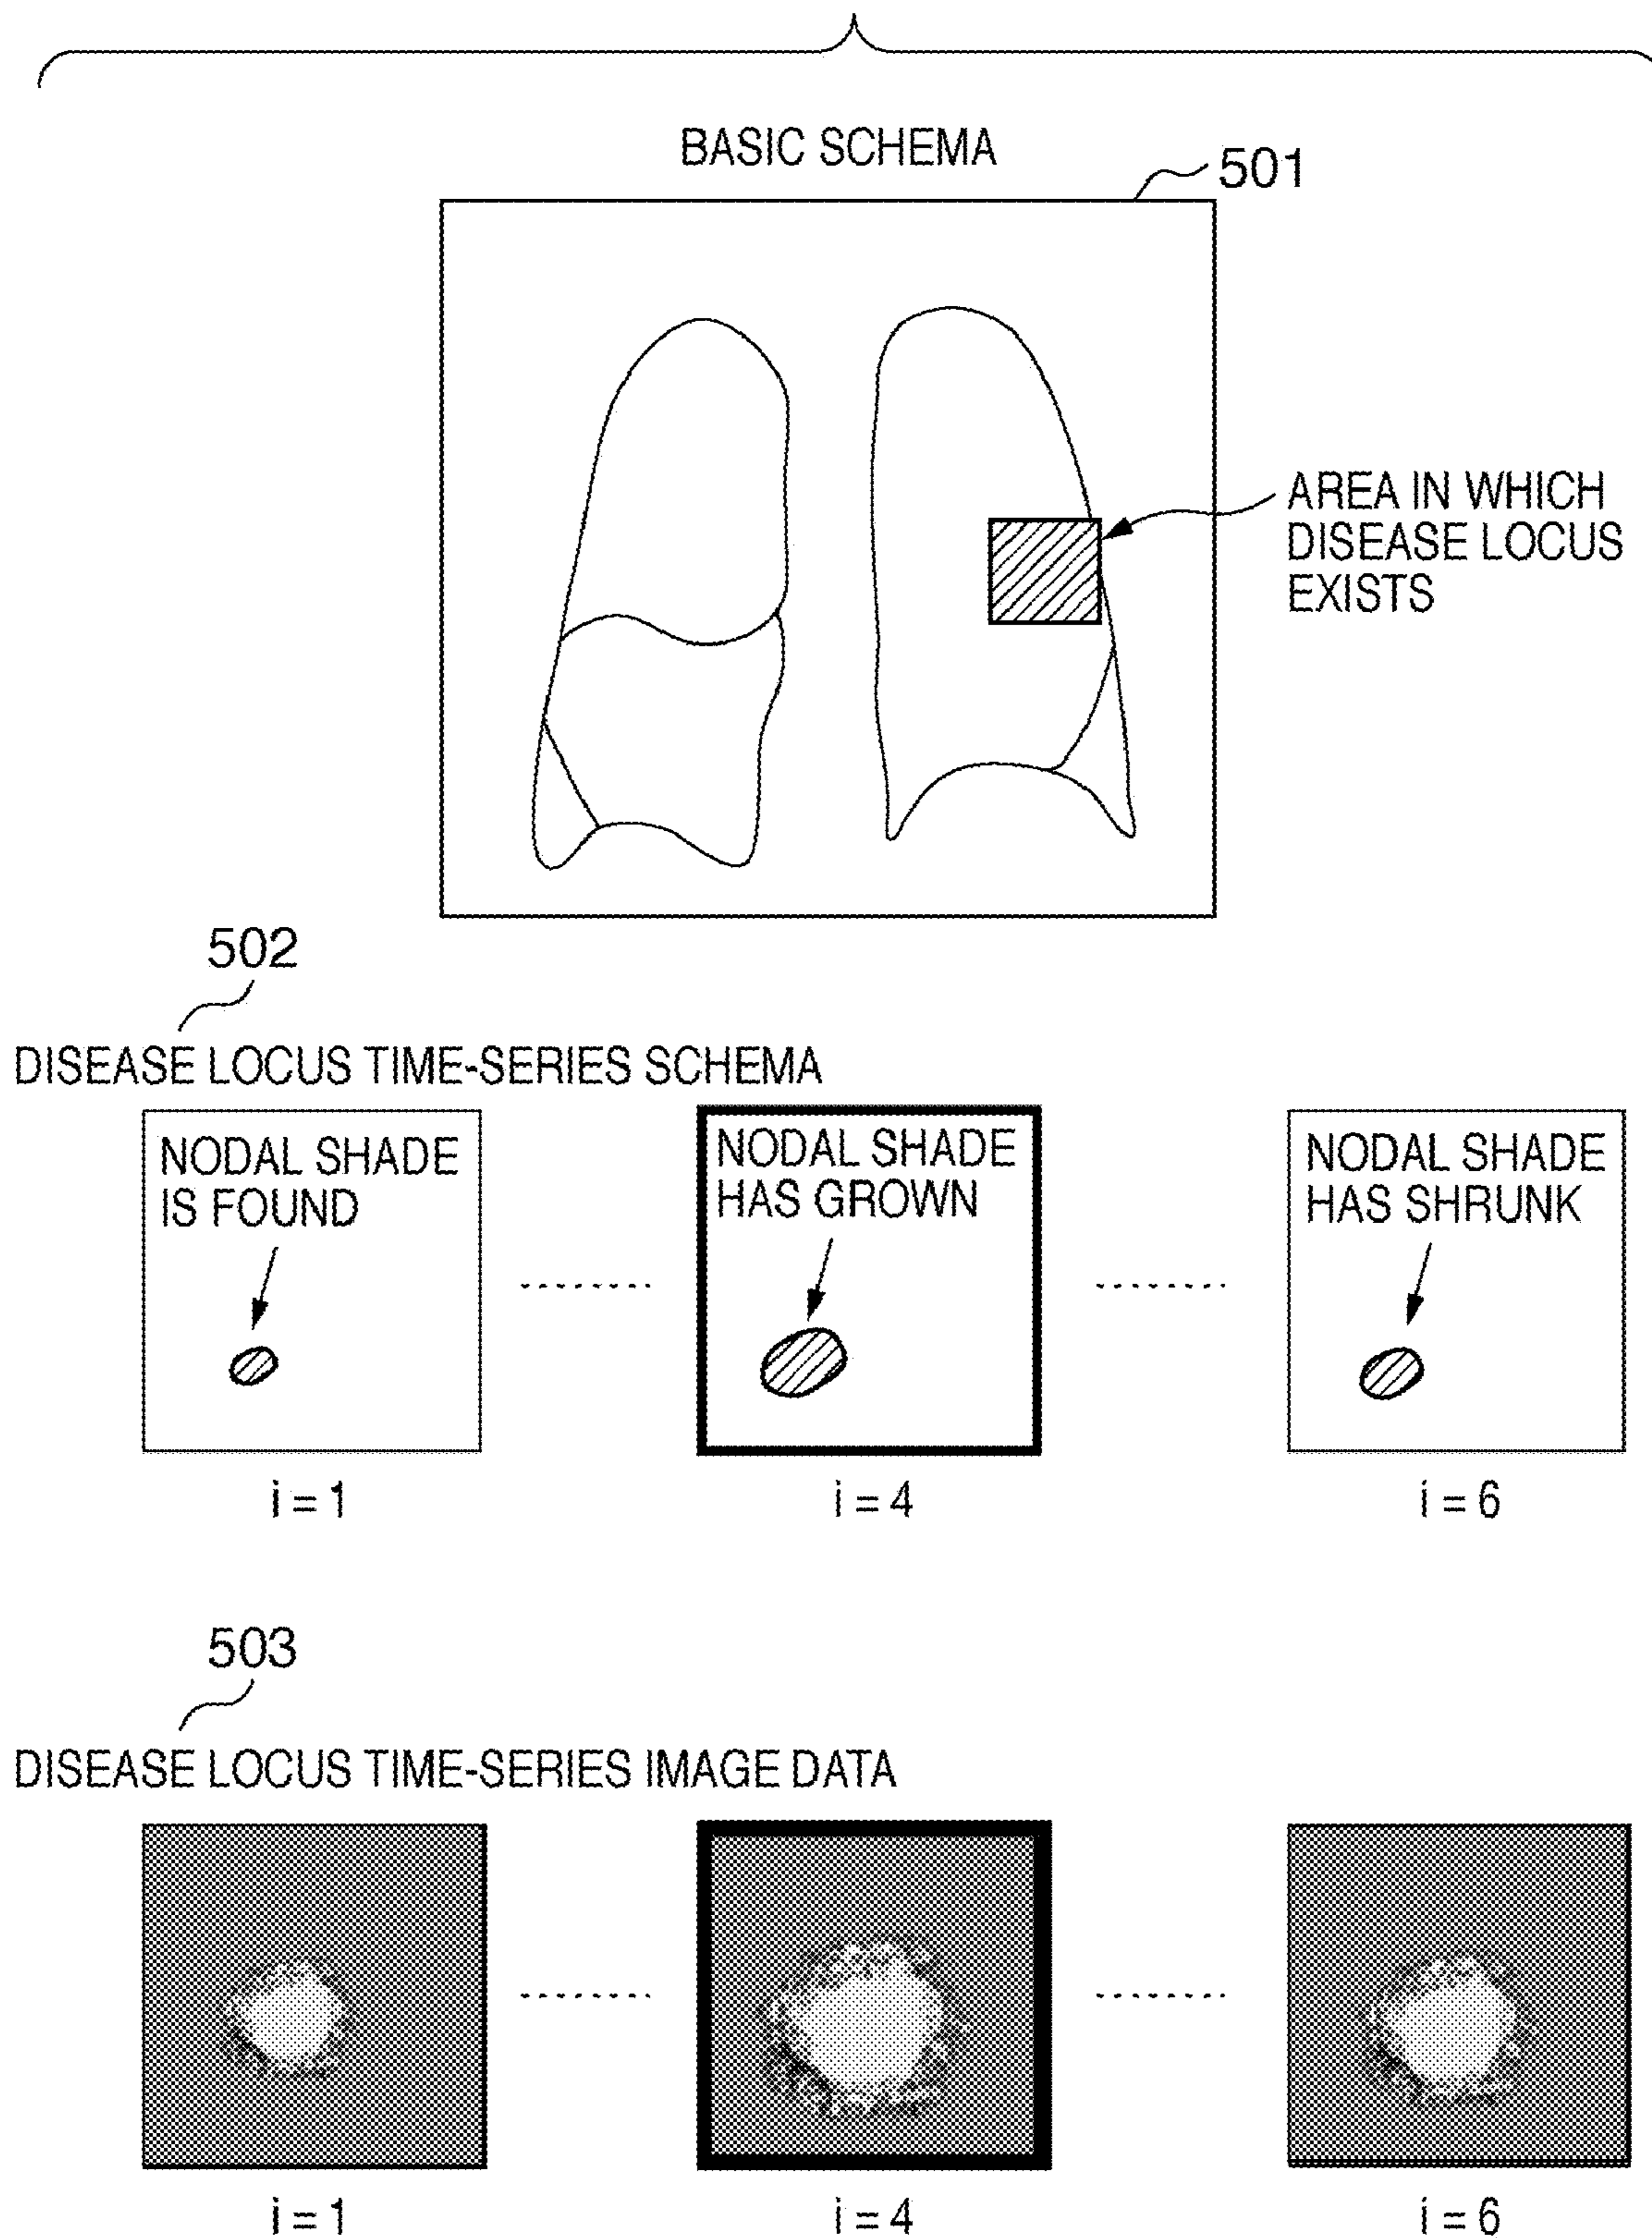 BASIC SCHEMA
501
AREA IN WHICH
DISEASE LOCUS
EXISTS
502
DISEASE LOCUS TIME-SERIES SCHEMA
NODAL SHADE
IS FOUND
NODAL SHADE
HAS GROWN
NODAL SHADE
HAS SHRUNK
i = 1
i = 4
i = 6
503
DISEASE LOCUS TIME-SERIES IMAGE DATA
i = 1
i = 4
i = 6